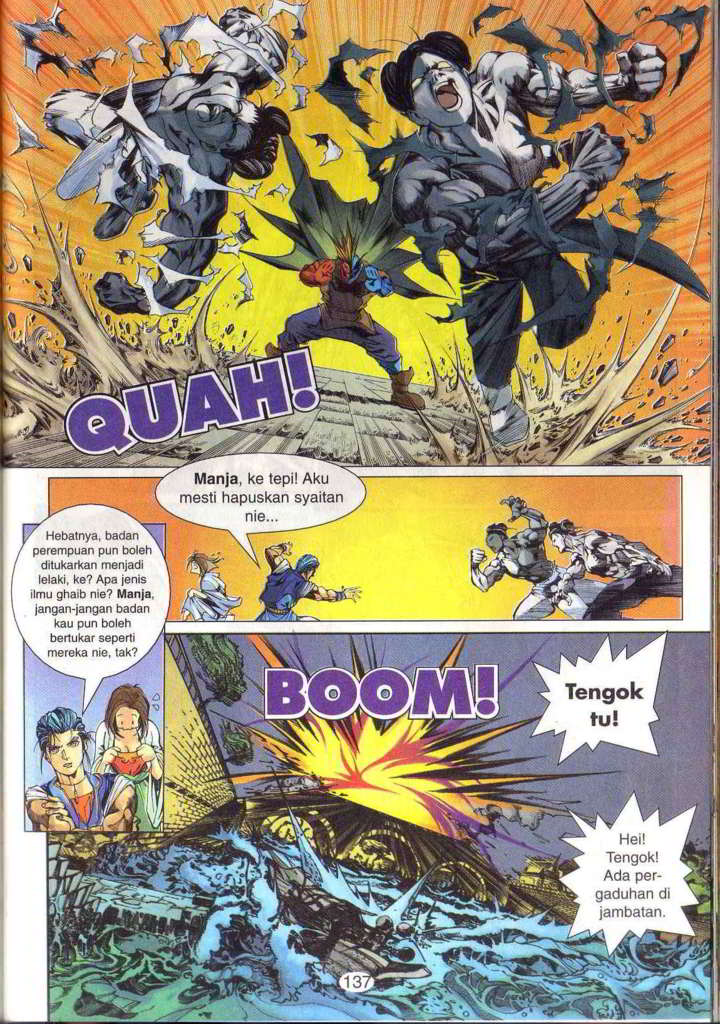 QUAH!
Manja, ke tepi! Aku
mesti hapuskan syaitan
nie...
Hebatnya, badan
perempuan pun boleh
ditukarkan menjadi
lelaki, ke? Apa jenis
ilmu ghaib nie? Manja,
jangan-jangan badan
kau pun boleh
bertukar seperti
mereka nie, tak?
BOOM!
Tengok
tu!
Hei!
Tengok!
Ada per-
gaduhan di
jambatan.
137